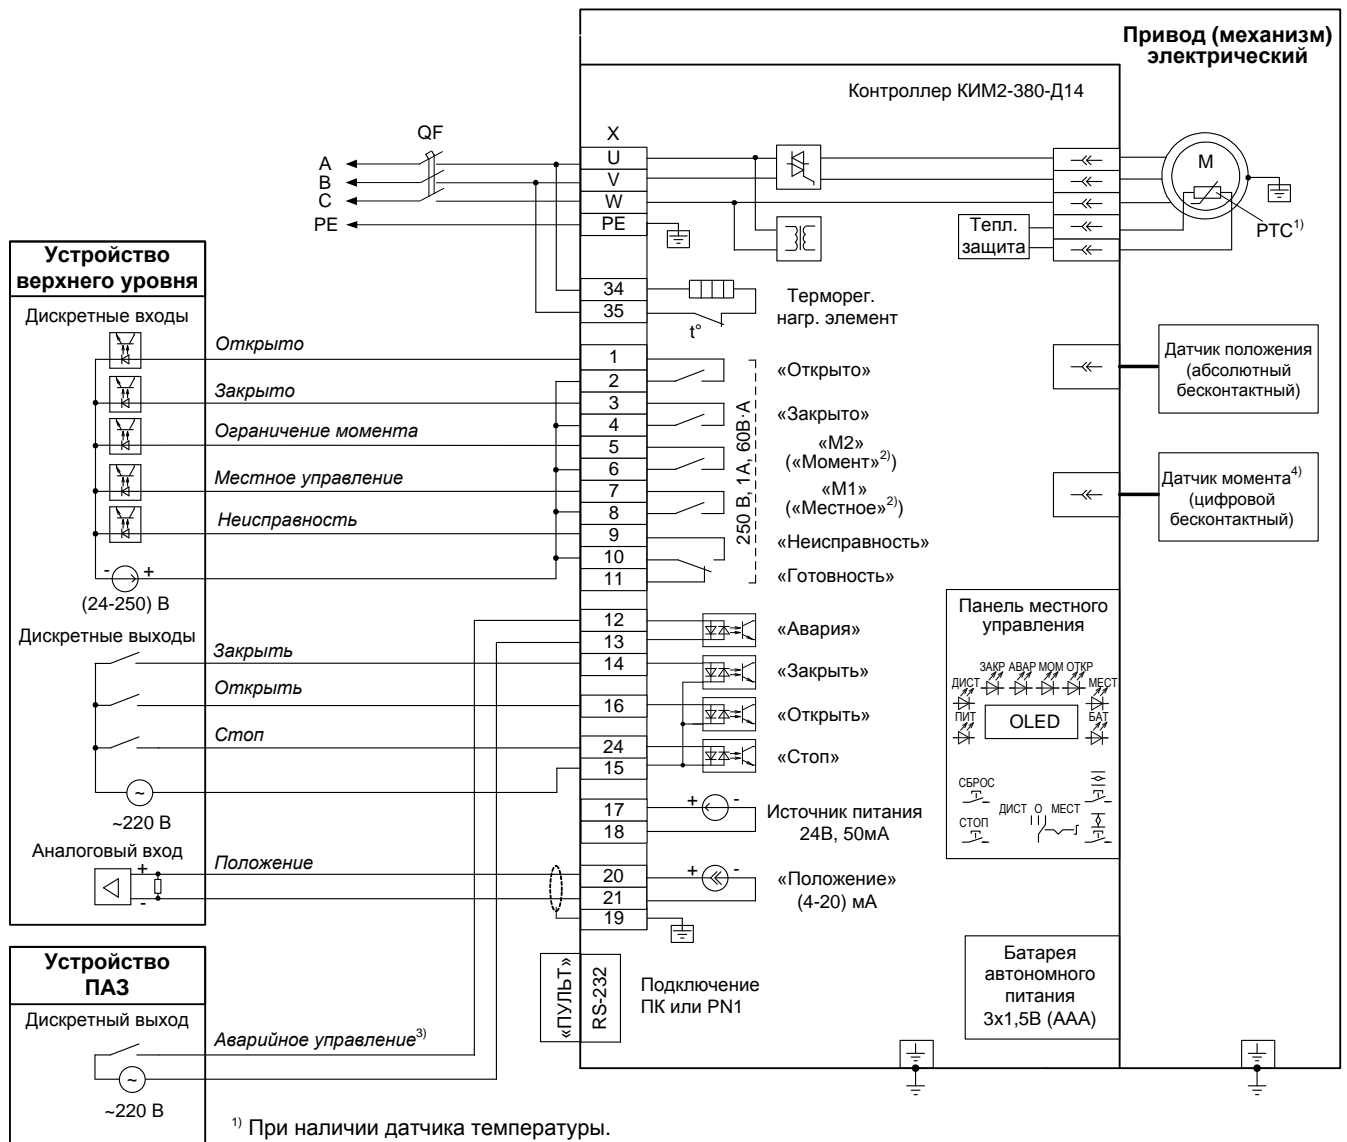 Привод (механизм)
электрический
Контроллер КИМ2-380-Д14
QF
X
A
B
C
PE
U
V
W
PE
M
PTC1)
Тепл.
защита
Устройство
верхнего уровня
Дискретные входы
Открыто
Закрыто
Ограничение момента
Местное управление
Неисправность
- +
(24-250) В
Дискретные выходы
Закрыть
Открыть
Стоп
~
~220 В
Аналоговый вход
Положение
+
-
34
35
t°
Терморег.
нагр. элемент
1
2
3
4
5
6
7
8
9
10
11
250 В, 1А, 60В·А
«Открыто»
«Закрыто»
«М2»
(«Момент»2))
«М1»
(«Местное»2))
«Неисправность»
«Готовность»
12
13
14
16
24
15
«Авария»
«Закрыть»
«Открыть»
«Стоп»
17
18
+ -
Источник питания
24В, 50мА
20
21
19
+ -
«Положение»
(4-20) мА
«ПУЛЬТ»
RS-232
Подключение
ПК или PN1
Датчик положения
(абсолютный
бесконтактный)
Датчик момента4)
(цифровой
бесконтактный)
Панель местного
управления
ЗАКР АВАР МОМ ОТКР
ДИСТ МЕСТ
ПИТ OLED БАТ
СБРОС
ДИСТ О МЕСТ
СТОП
Батарея
автономного
питания
3х1,5В (ААА)
Устройство
ПАЗ
Дискретный выход
Аварийное управление3)
~
~220 В
1) При наличии датчика температуры.